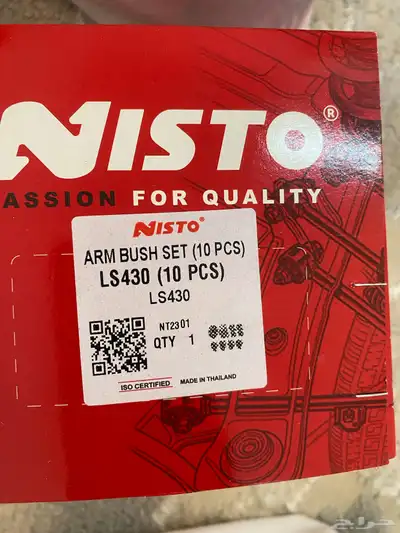 NISTO®
ASSION FOR QUALITY
NISTO®
ARM BUSH SET (10 PCS)
LS430 (10 PCS)
LS430
NT2301
QTY 1
ISO CERTIFIED MADE IN THAILAND
حراج